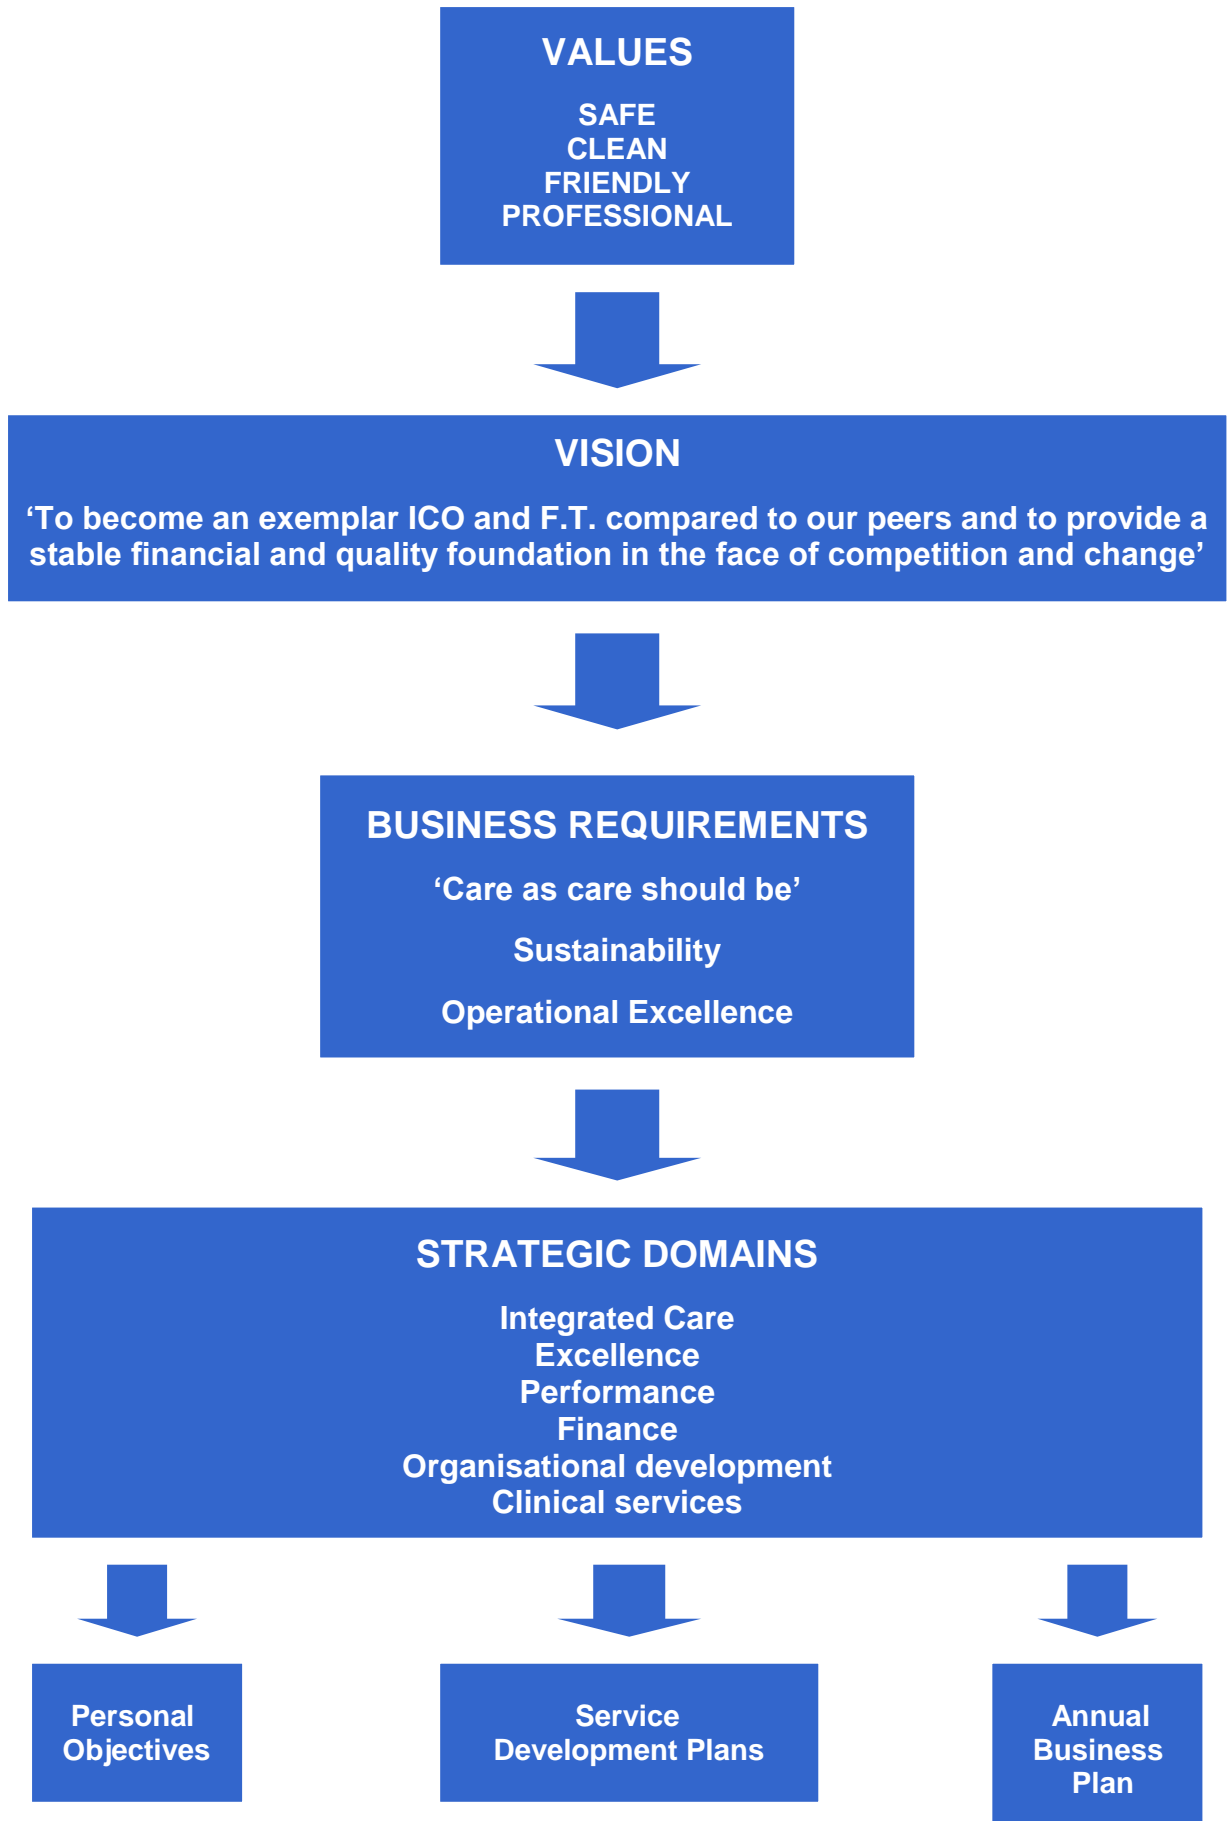 VALUES
SAFE
CLEAN
FRIENDLY
PROFESSIONAL
VISION
‘To become an exemplar ICO and F.T. compared to our peers and to provide a
stable financial and quality foundation in the face of competition and change’
BUSINESS REQUIREMENTS
‘Care as care should be’
Sustainability
Operational Excellence
STRATEGIC DOMAINS
Integrated Care
Excellence
Performance
Finance
Organisational development
Clinical services
Personal
Objectives
Service
Development Plans
Annual
Business
Plan